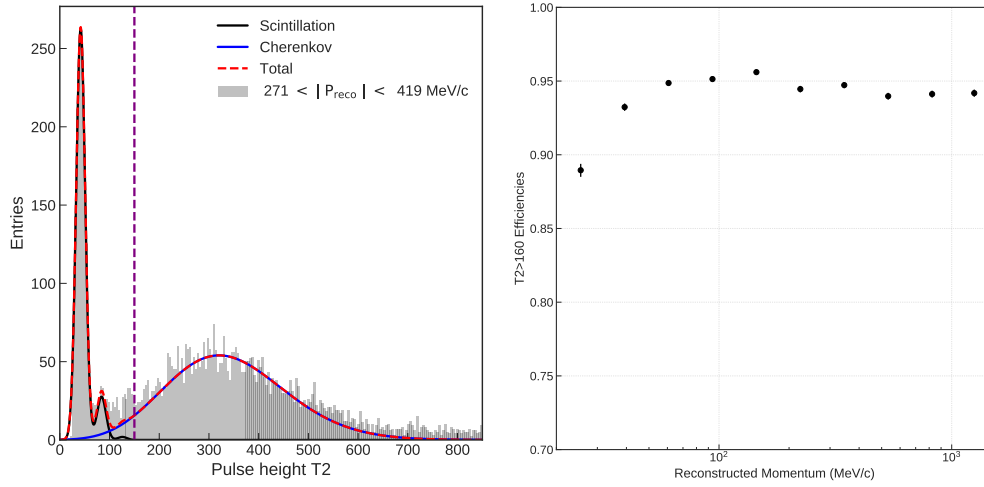 Scintillation
Cherenkov
Total
271 < | P_reco | < 419 MeV/c
Entries
250
200
150
100
50
0
0 100 200 300 400 500 600 700 800
Pulse height T2
T2>160 Efficiencies
1.00
0.95
0.90
0.85
0.80
0.75
0.70
10² 10³
Reconstructed Momentum (MeV/c)